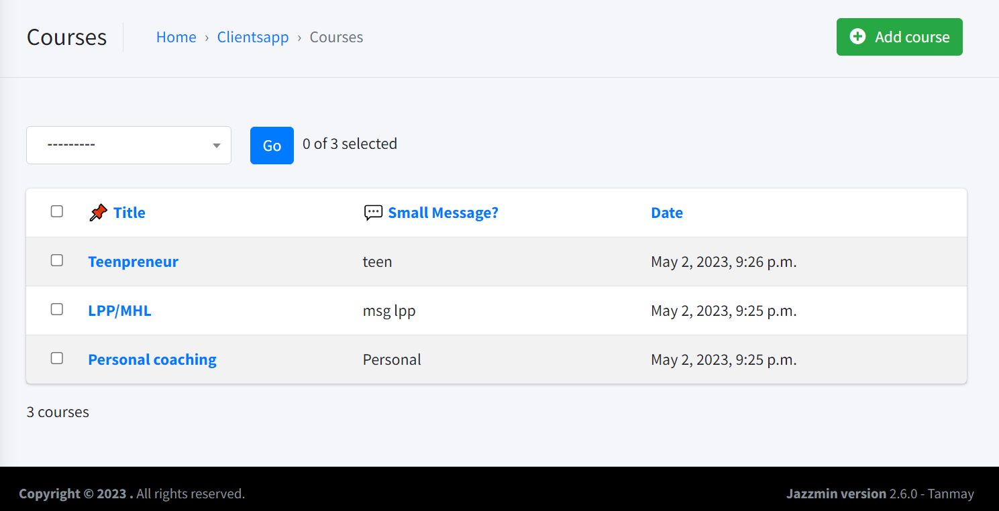 Courses
Home › Clientsapp › Courses
Add course
---------
Go
0 of 3 selected
📌 Title 💬 Small Message? Date
Teenpreneur teen May 2, 2023, 9:26 p.m.
LPP/MHL msg lpp May 2, 2023, 9:25 p.m.
Personal coaching Personal May 2, 2023, 9:25 p.m.
3 courses
Copyright © 2023 . All rights reserved.
Jazzmin version 2.6.0 - Tanmay